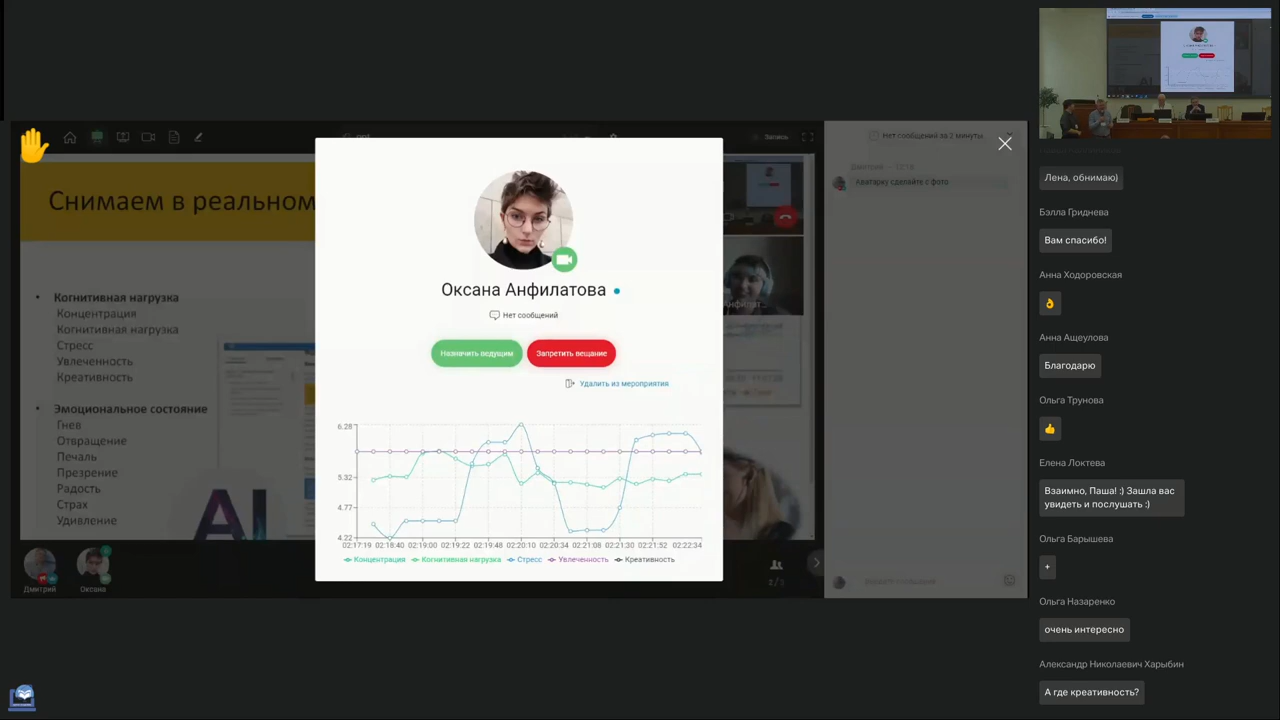 Запись
Снимаем в реальном
• Когнитивная нагрузка
Концентрация
Когнитивная нагрузка
Стресс
Увлеченность
Креативность
• Эмоциональное состояние
Гнев
Отвращение
Печаль
Презрение
Радость
Страх
Удивление
AI
Дмитрий
Оксана
Оксана Анфилатова
Нет сообщений
Назначить ведущим
Запретить вещание
Удалить из мероприятия
6.28
5.32
4.77
4.22
02:17:19 02:18:40 02:19:00 02:19:22 02:19:48 02:20:10 02:20:34 02:21:08 02:21:30 02:21:52 02:22:34
Концентрация Когнитивная нагрузка Стресс Увлеченность Креативность
Нет сообщений за 2 минуты
Аватарку сделайте с фото
Лена, обнимаю)
Бэлла Гриднева
Вам спасибо!
Анна Ходоровская
👌
Анна Ащеулова
Благодарю
Ольга Трунова
👍
Елена Локтева
Взаимно, Паша! :) Зашла вас
увидеть и послушать :)
Ольга Барышева
+
Ольга Назаренко
очень интересно
Александр Николаевич Харыбин
А где креативность?